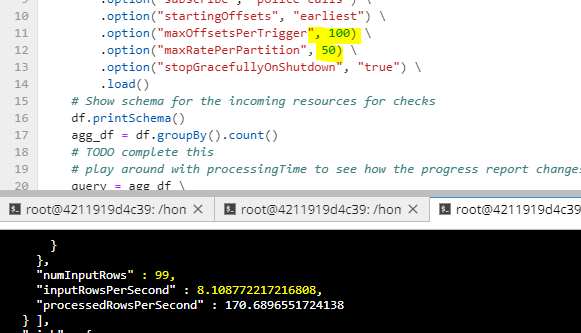 9 .option("subscribe", "police-calls") \
10 .option("startingOffsets", "earliest") \
11 .option("maxOffsetsPerTrigger", 100) \
12 .option("maxRatePerPartition", 50) \
13 .option("stopGracefullyOnShutdown", "true") \
14 .load()
15 # Show schema for the incoming resources for checks
16 df.printSchema()
17 agg_df = df.groupBy().count()
18 # TODO complete this
19 # play around with processingTime to see how the progress report changes
20 query = agg_df \
root@4211919d4c39: /hon × root@4211919d4c39: /hon × root@4211919d4c39
}
},
"numInputRows" : 99,
"inputRowsPerSecond" : 8.108772217216808,
"processedRowsPerSecond" : 170.6896551724138
} ],